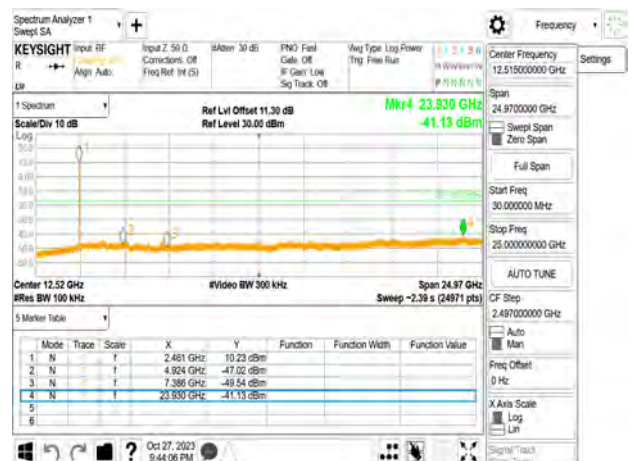 Spectrum Analyzer 1
Swept SA
Frequency
KEYSIGHT Input: RF
Input Z: 50 Ω
#Atten: 30 dB
PNO: Fast
Avg Type: Log-Power
R
Align: Auto
Corrections: Off
Freq Ref: Int (S)
Gate: Off
IF Gain: Low
Sig Track: Off
Trig: Free Run
Center Frequency
12.515000000 GHz
Settings
1 Spectrum
Scale/Div 10 dB
Log
Ref Lvl Offset 11.30 dB
Ref Level 30.00 dBm
Mkr4 23.930 GHz
-41.13 dBm
Span
24.9700000 GHz
Swept Span
Zero Span
Full Span
Start Freq
30.000000 MHz
Stop Freq
25.000000000 GHz
AUTO TUNE
Center 12.52 GHz
#Res BW 100 kHz
#Video BW 300 kHz
Span 24.97 GHz
Sweep ~2.39 s (24971 pts)
CF Step
2.497000000 GHz
Auto
Man
5 Marker Table
Mode Trace Scale X Y Function Function Width Function Value
1 N f 2.461 GHz 10.23 dBm
2 N f 4.924 GHz -47.02 dBm
3 N f 7.386 GHz -49.54 dBm
4 N f 23.930 GHz -41.13 dBm
5
6
Freq Offset
0 Hz
X Axis Scale
Log
Lin
Signal Track
?
Oct 27, 2023
9:44:06 PM